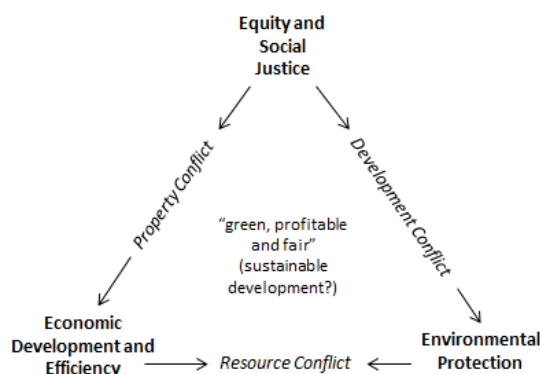 Equity and
Social
Justice
Property Conflict
Development Conflict
“green, profitable
and fair”
(sustainable
development?)
Economic
Development and
Efficiency
Resource Conflict
Environmental
Protection